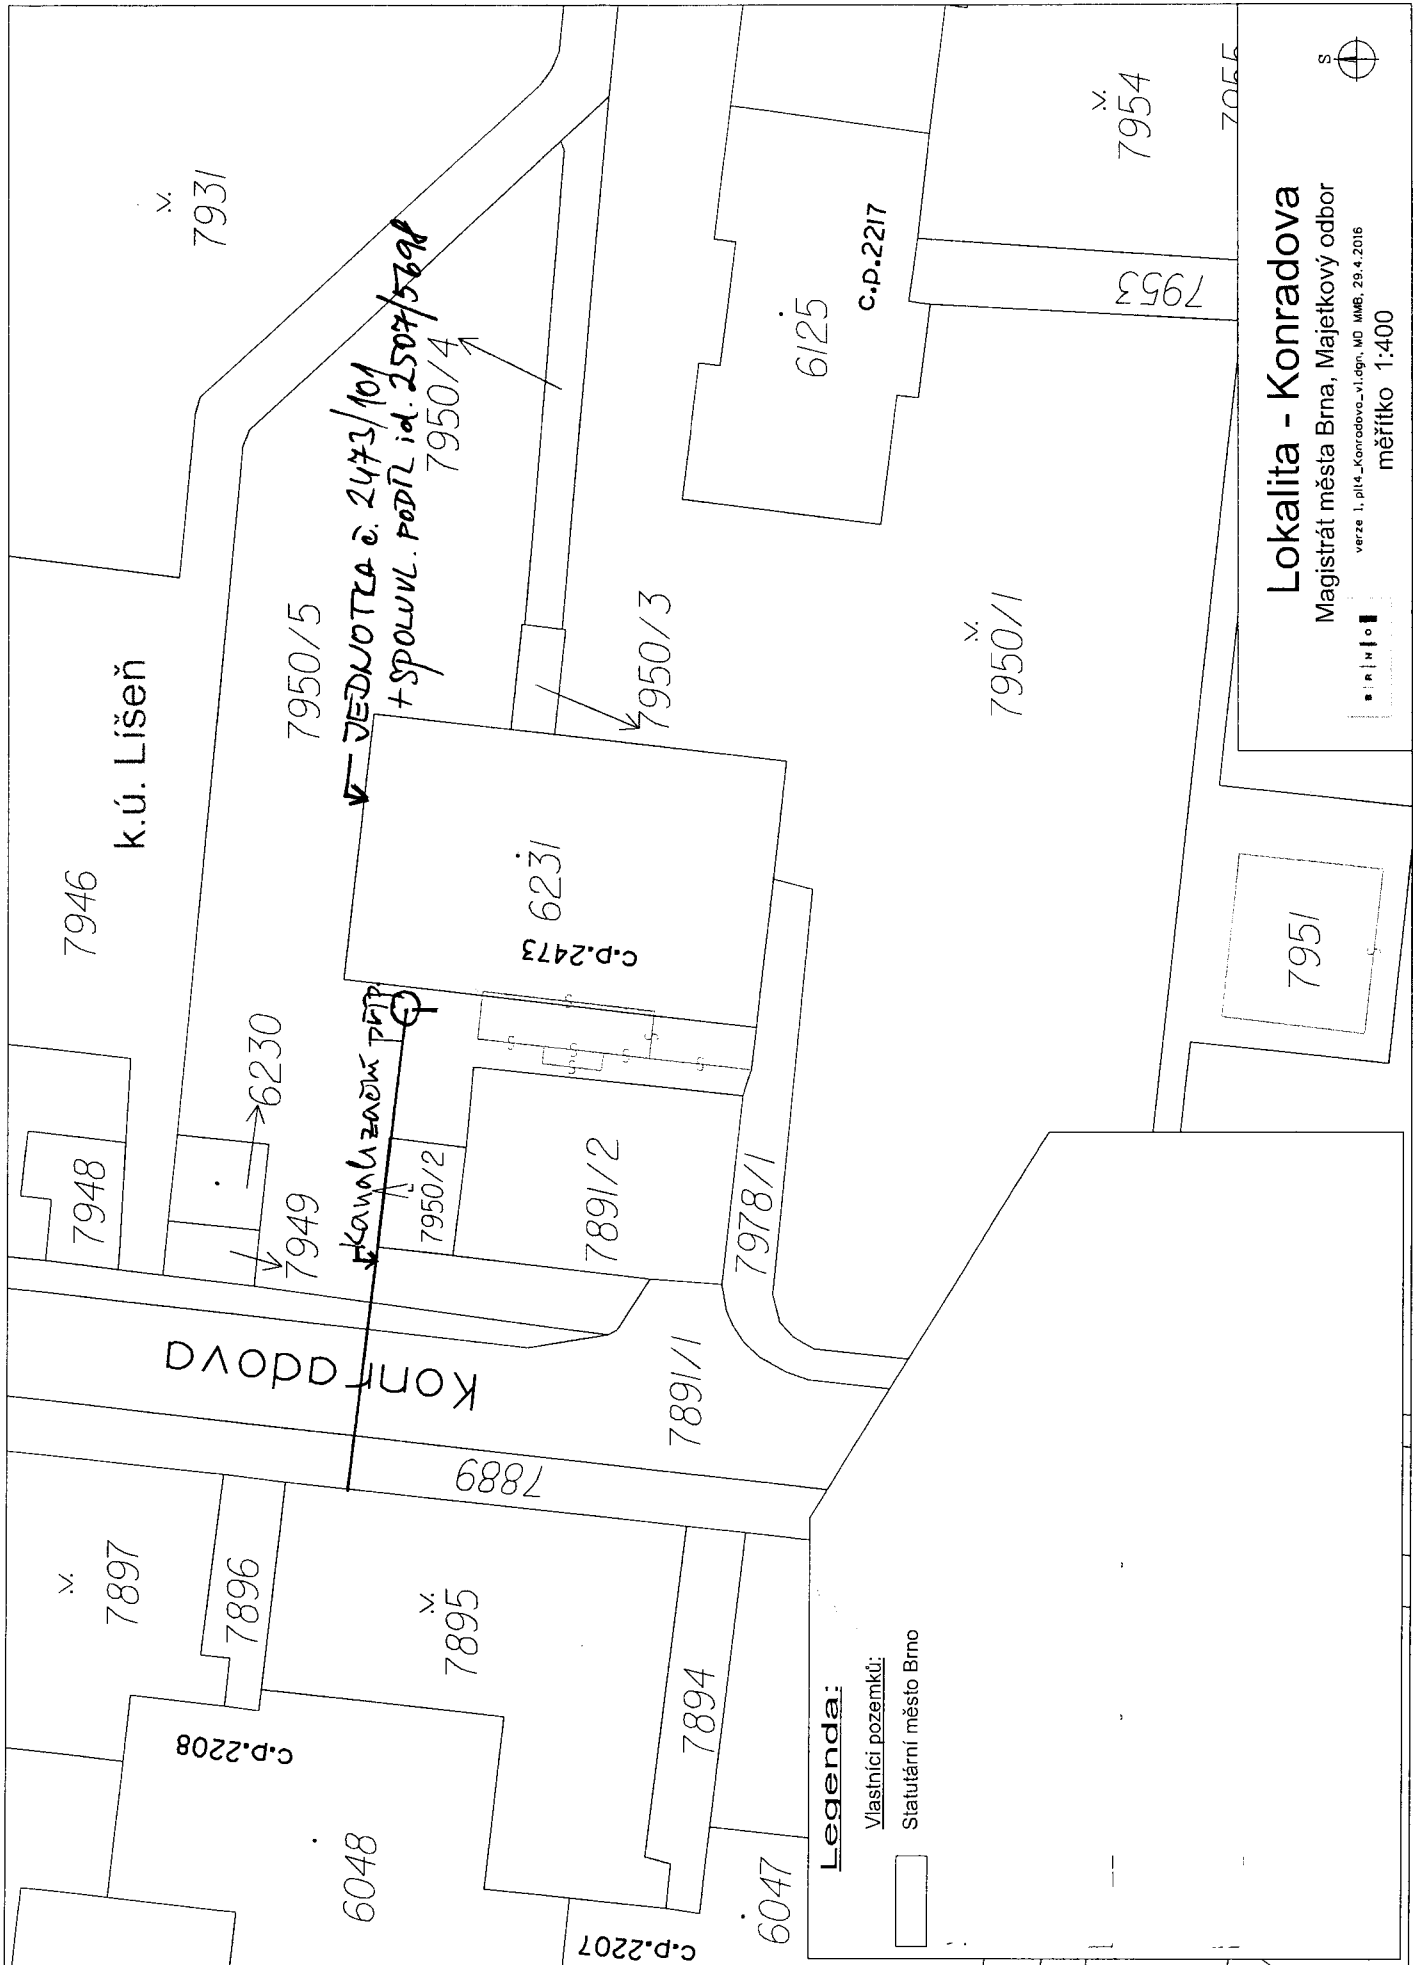 7931
7954
7955
7953
č.p.2217
6125
k.ú. Líšeň
7946
7950/5
JEDNOTKA č. 2473/101
+ SPOLUVL. PODÍL id. 2507/5698
7950/4
7950/3
7950/1
6231
č.p.2473
7951
6230
7948
7949
Kanalizační příp.
7950/2
7891/2
7978/1
Konradova
7891/1
7889
7897
7896
7895
7894
č.p.2208
6048
č.p.2207
6047
Legenda:
Vlastníci pozemků:
Statutární město Brno
S
Lokalita - Konradova
Magistrát města Brna, Majetkový odbor
verze 1, plt4_Konradova_v1.dgn, MO MMB, 29.4.2016
měřítko 1:400
B R N O